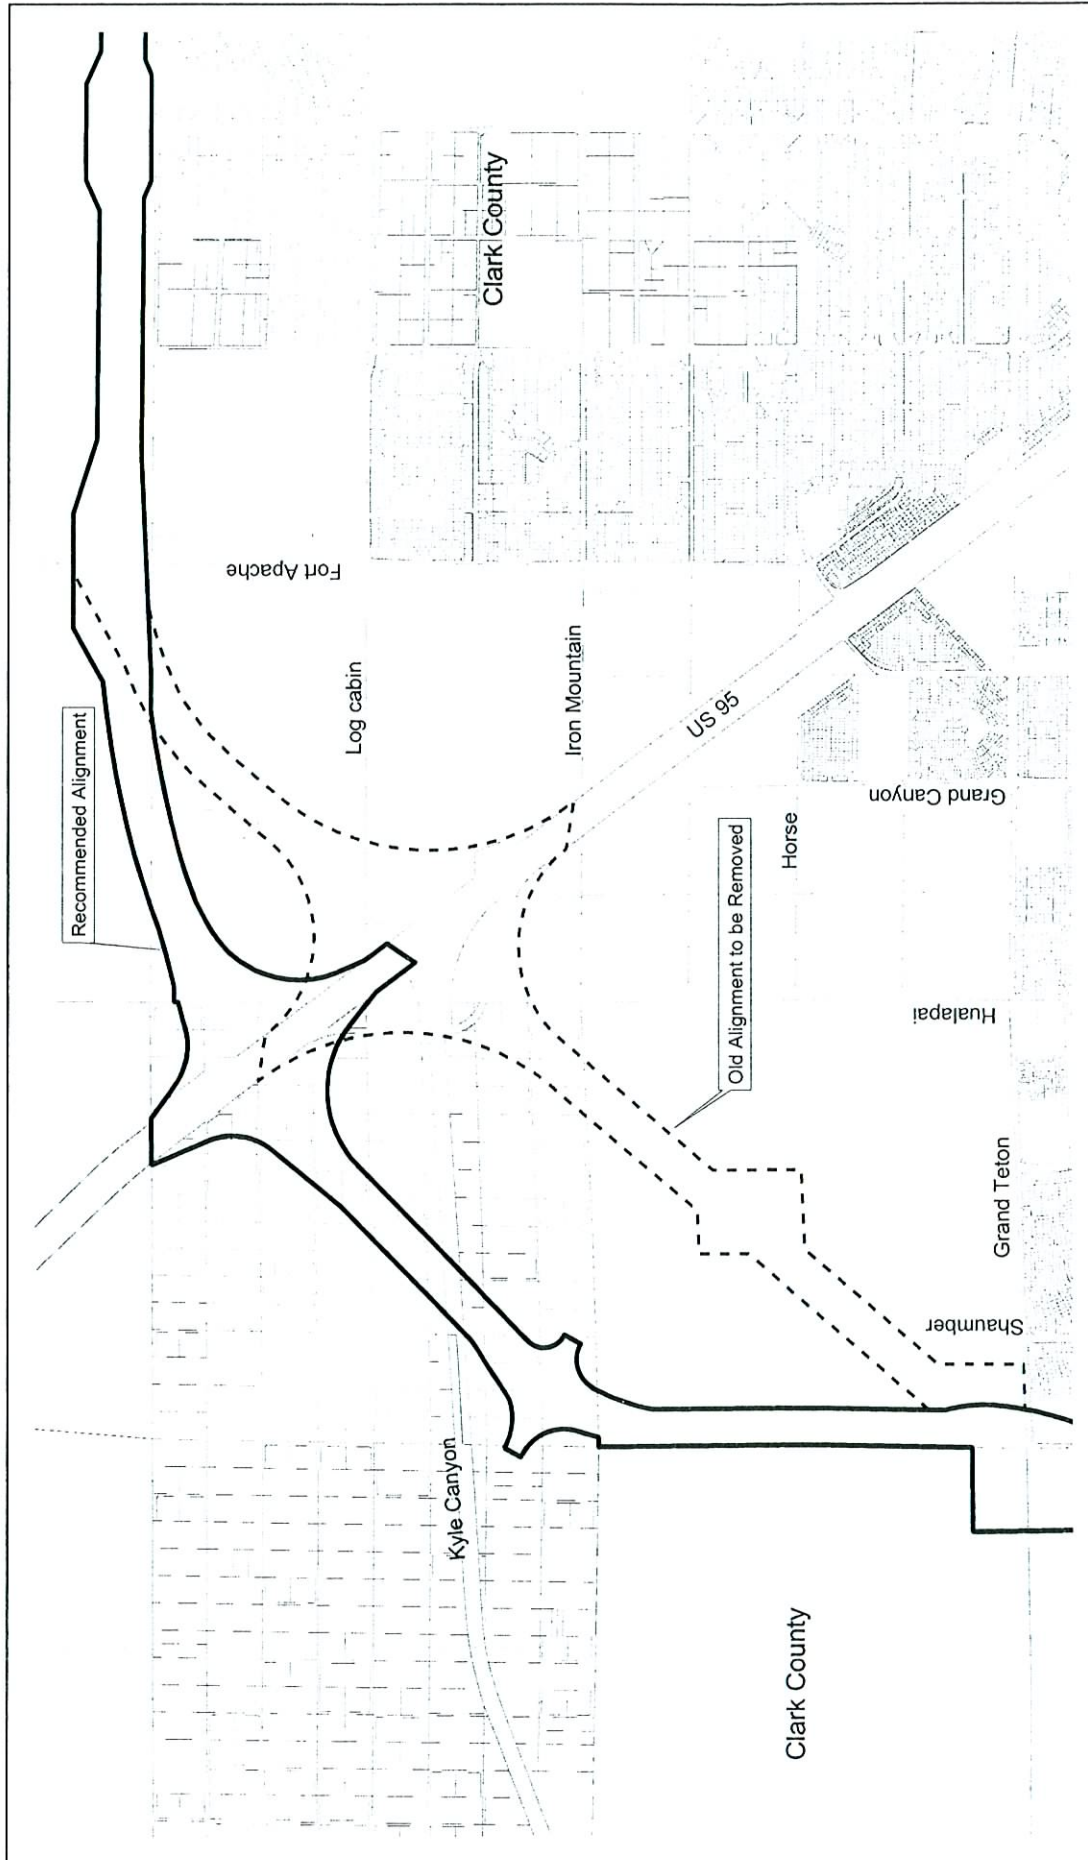 Recommended Alignment
Clark County
Fort Apache
Log cabin
Iron Mountain
US 95
Grand Canyon
Horse
Old Alignment to be Removed
Hualapai
Grand Teton
Shaumber
Kyle Canyon
Clark County